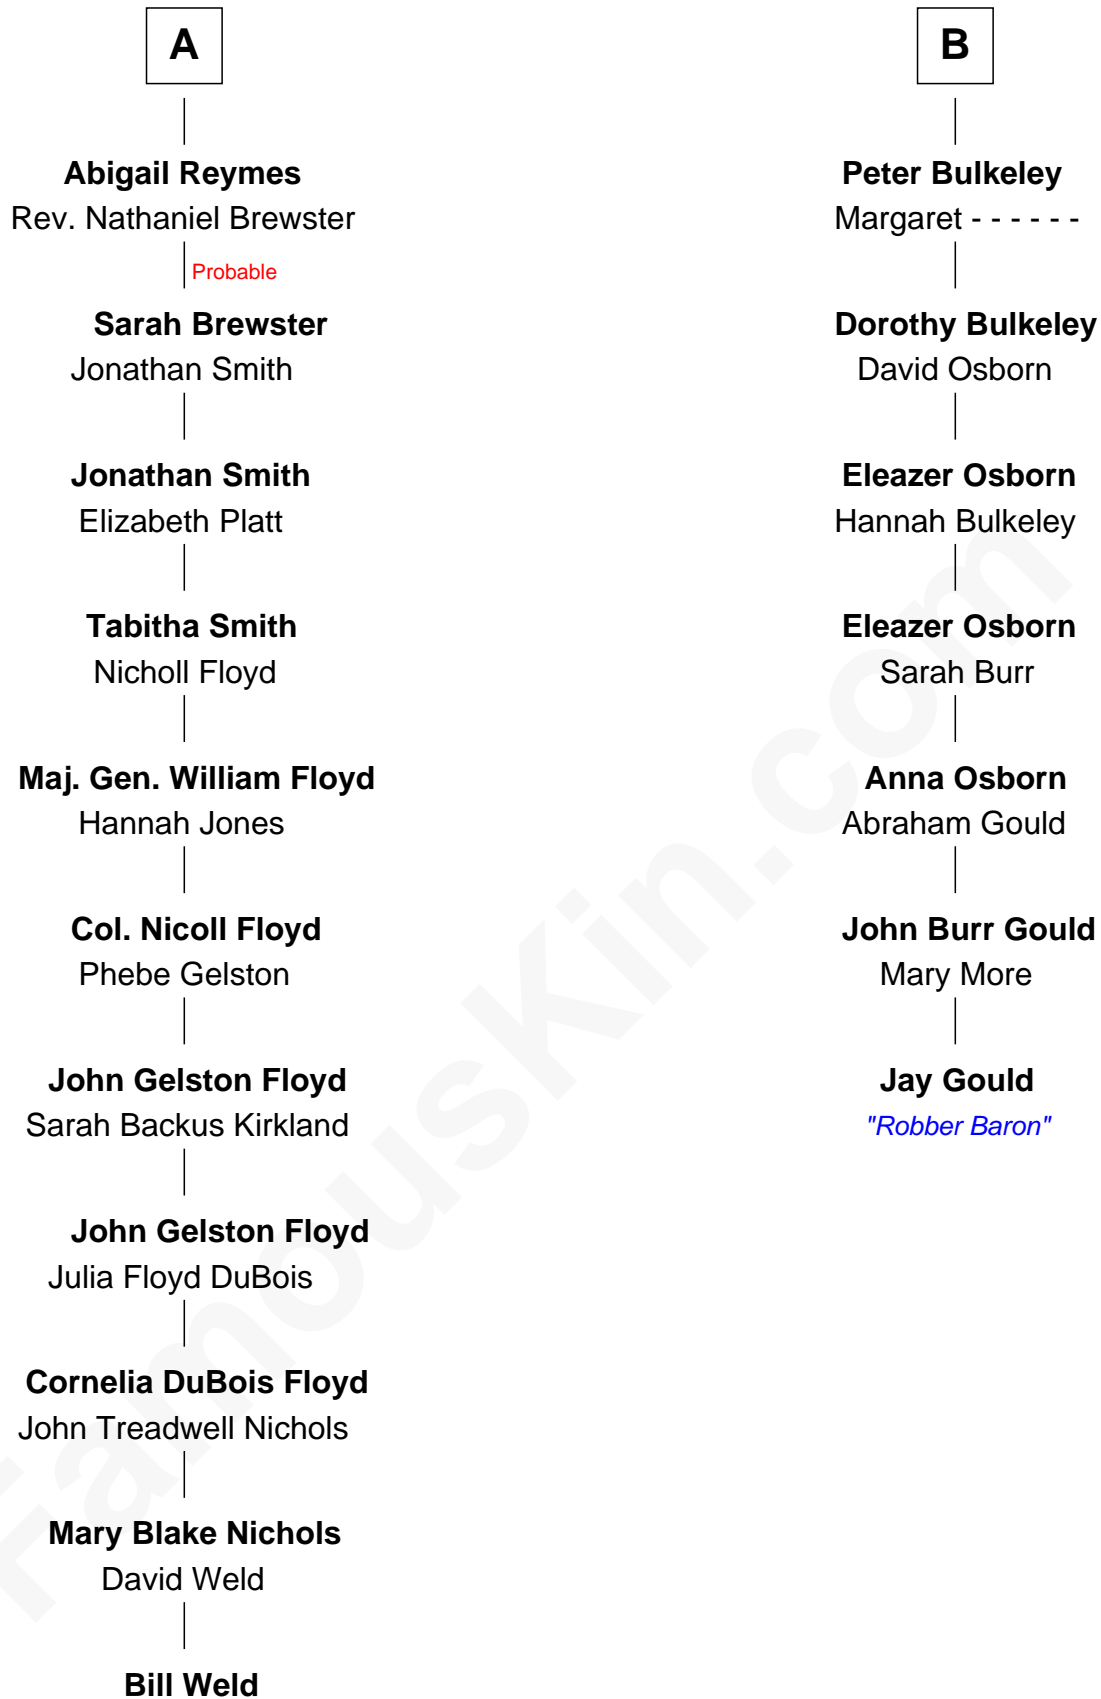 A
Abigail Reymes
Rev. Nathaniel Brewster
Probable
Sarah Brewster
Jonathan Smith
Jonathan Smith
Elizabeth Platt
Tabitha Smith
Nicholl Floyd
Maj. Gen. William Floyd
Hannah Jones
Col. Nicoll Floyd
Phebe Gelston
John Gelston Floyd
Sarah Backus Kirkland
John Gelston Floyd
Julia Floyd DuBois
Cornelia DuBois Floyd
John Treadwell Nichols
Mary Blake Nichols
David Weld
Bill Weld
B
Peter Bulkeley
Margaret - - - - - -
Dorothy Bulkeley
David Osborn
Eleazer Osborn
Hannah Bulkeley
Eleazer Osborn
Sarah Burr
Anna Osborn
Abraham Gould
John Burr Gould
Mary More
Jay Gould
"Robber Baron"
FamousKin.com